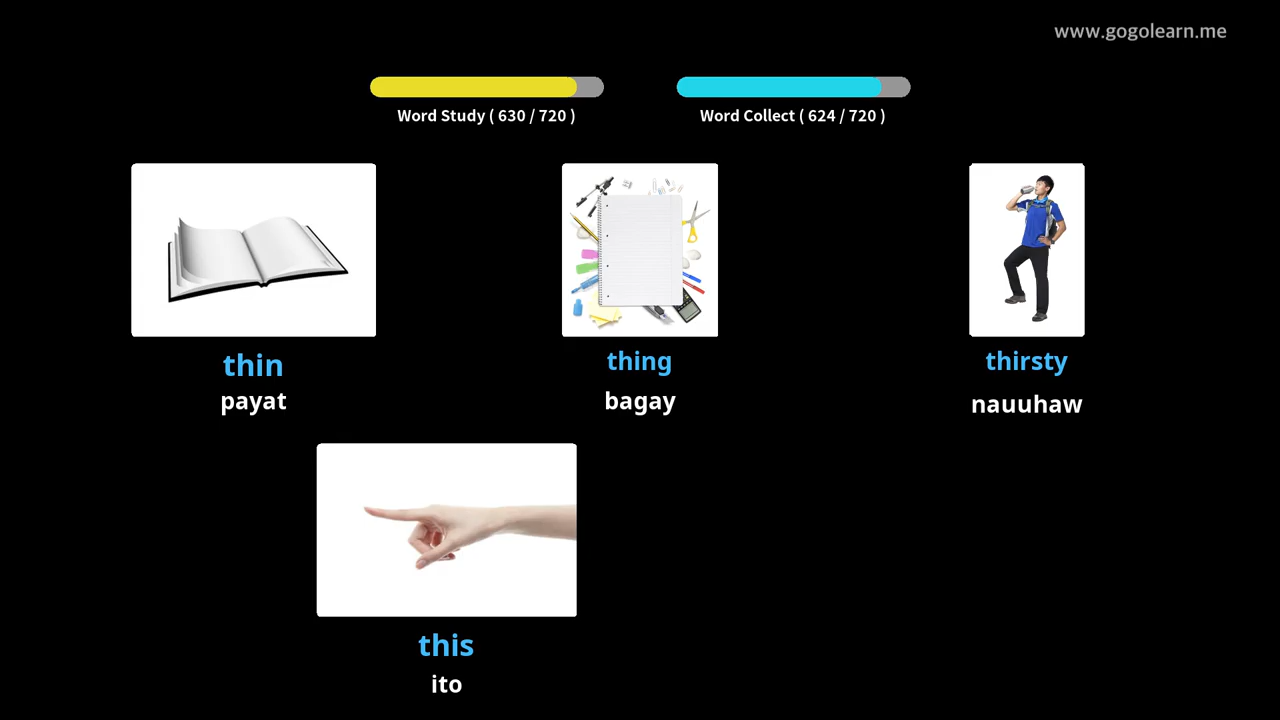 www.gogolearn.me
Word Study ( 630 / 720 )
Word Collect ( 624 / 720 )
thin
payat
thing
bagay
thirsty
nauuhaw
this
ito